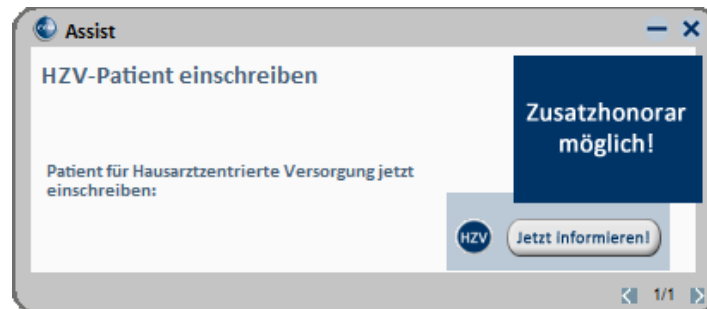 Assist
HZV-Patient einschreiben
Zusatzhonorar
möglich!
Patient für Hausarztzentrierte Versorgung jetzt
einschreiben:
HZV
Jetzt informieren!
1/1